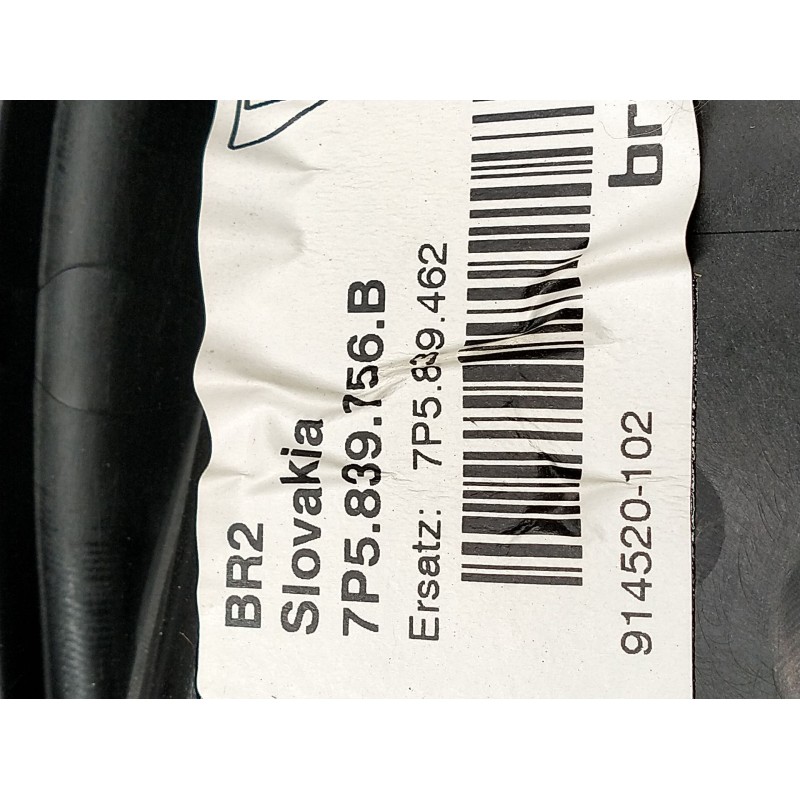 BR2
Slovakia
7P5.839.756.B
Ersatz: 7P5.839.462
914520-102